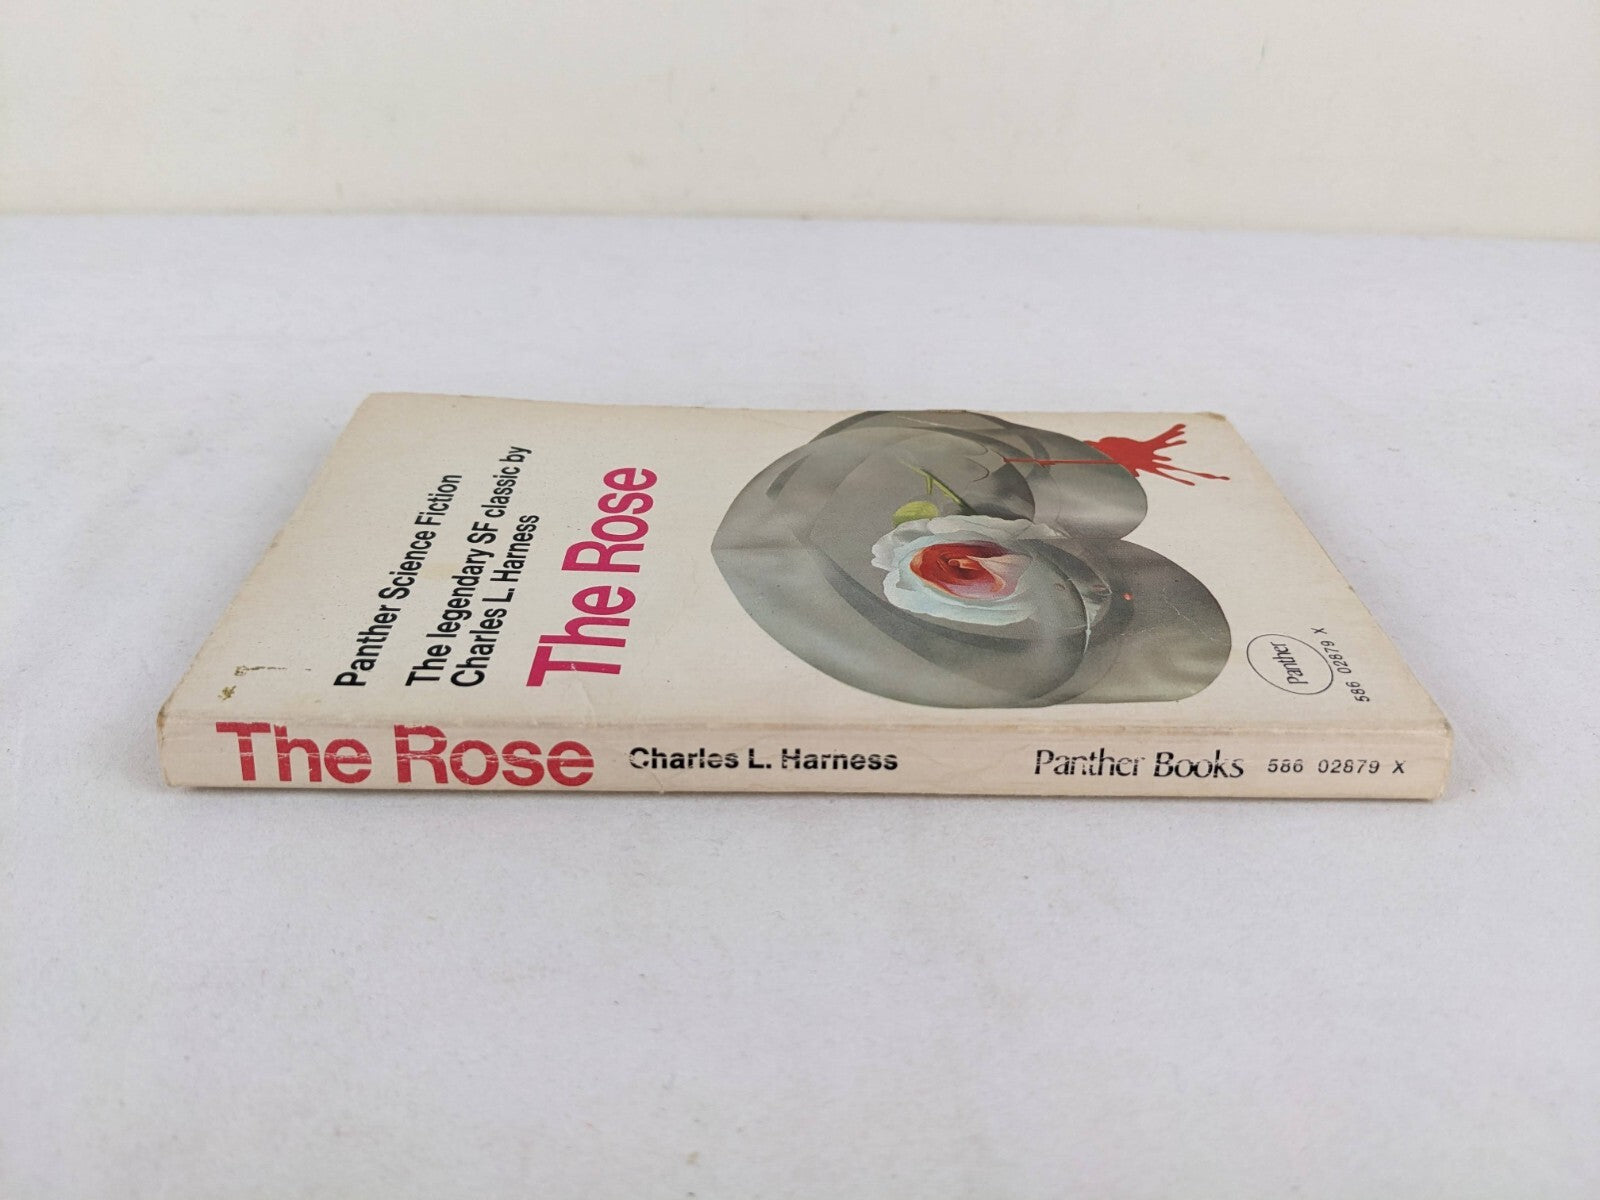 Panther Science Fiction
The legendary SF classic by
Charles L. Harness
The Rose
Panther
586 02879 X
The Rose Charles L. Harness Panther Books 586 02879 X